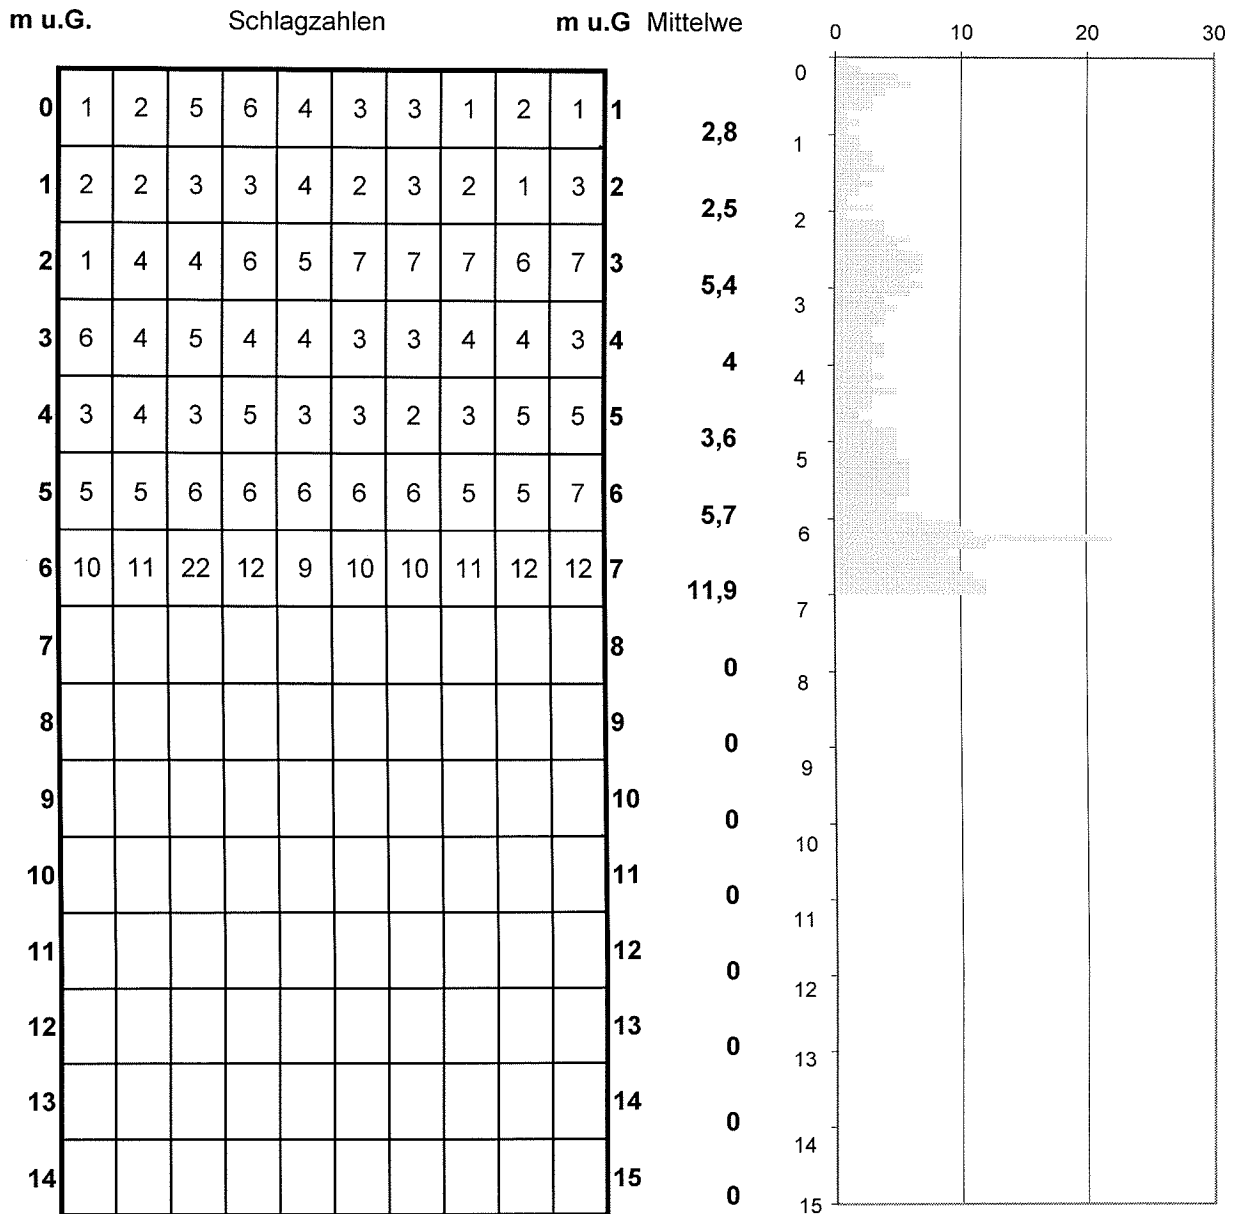 m u.G. Schlagzahlen m u.G Mittelwe 0 10 20 30
0 1 2 5 6 4 3 3 1 2 1 1 2,8 0
1 2 2 3 3 4 2 3 2 1 3 2 2,5 1
2 1 4 4 6 5 7 7 7 6 7 3 5,4 2
3 6 4 5 4 4 3 3 4 4 3 4 4 3
4 3 4 3 5 3 3 2 3 5 5 5 3,6 4
5 5 5 6 6 6 6 6 5 5 7 6 5,7 5
6 10 11 22 12 9 10 10 11 12 12 7 11,9 6
7 8 0 7
8 9 0 8
9 10 0 9
10 11 0 10
11 12 0 11
12 13 0 12
13 14 0 13
14 15 0 14
15